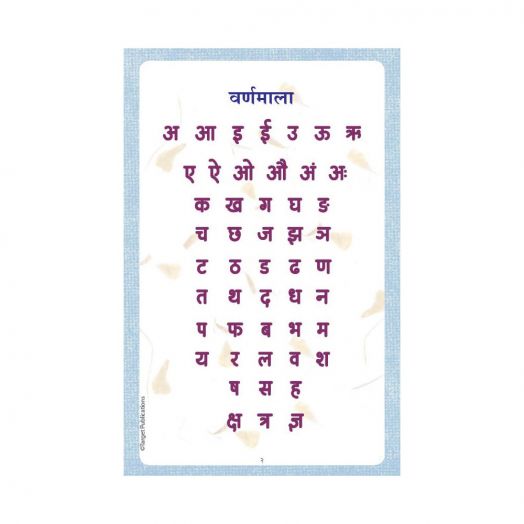 वर्णमाला
अ आ इ ई उ ऊ ऋ
ए ऐ ओ औ अं अः
क ख ग घ ङ
च छ ज झ ञ
ट ठ ड ढ ण
त थ द ध न
प फ ब भ म
य र ल व श
ष स ह
क्ष त्र ज्ञ
©Target Publications
२